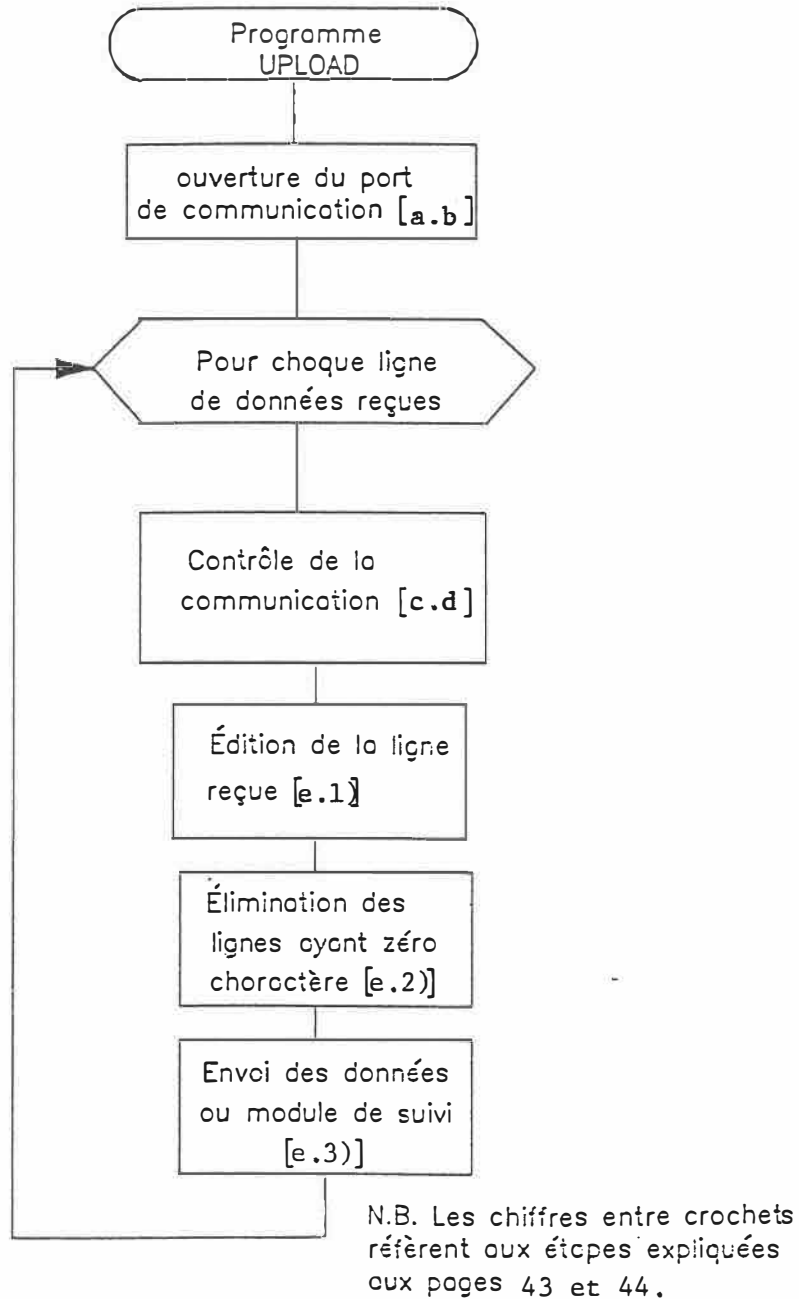 Programme
UPLOAD
ouverture du port
de communication [a.b]
Pour chaque ligne
de données reçues
Contrôle de la
communication [c.d]
Édition de la ligne
reçue [e.1)]
Élimination des
lignes ayant zéro
charactère [e.2)]
Envoi des données
au module de suivi
[e.3)]
N.B. Les chiffres entre crochets
réfèrent aux étapes expliquées
aux pages 43 et 44.